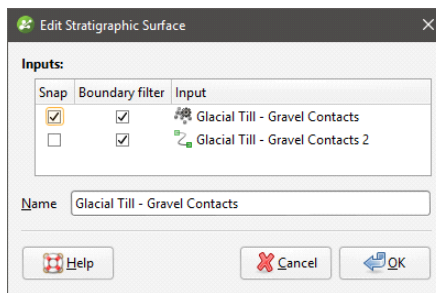 Edit Stratigraphic Surface
Inputs:
Snap Boundary filter Input
Glacial Till - Gravel Contacts
Glacial Till - Gravel Contacts 2
Name Glacial Till - Gravel Contacts
Help Cancel OK